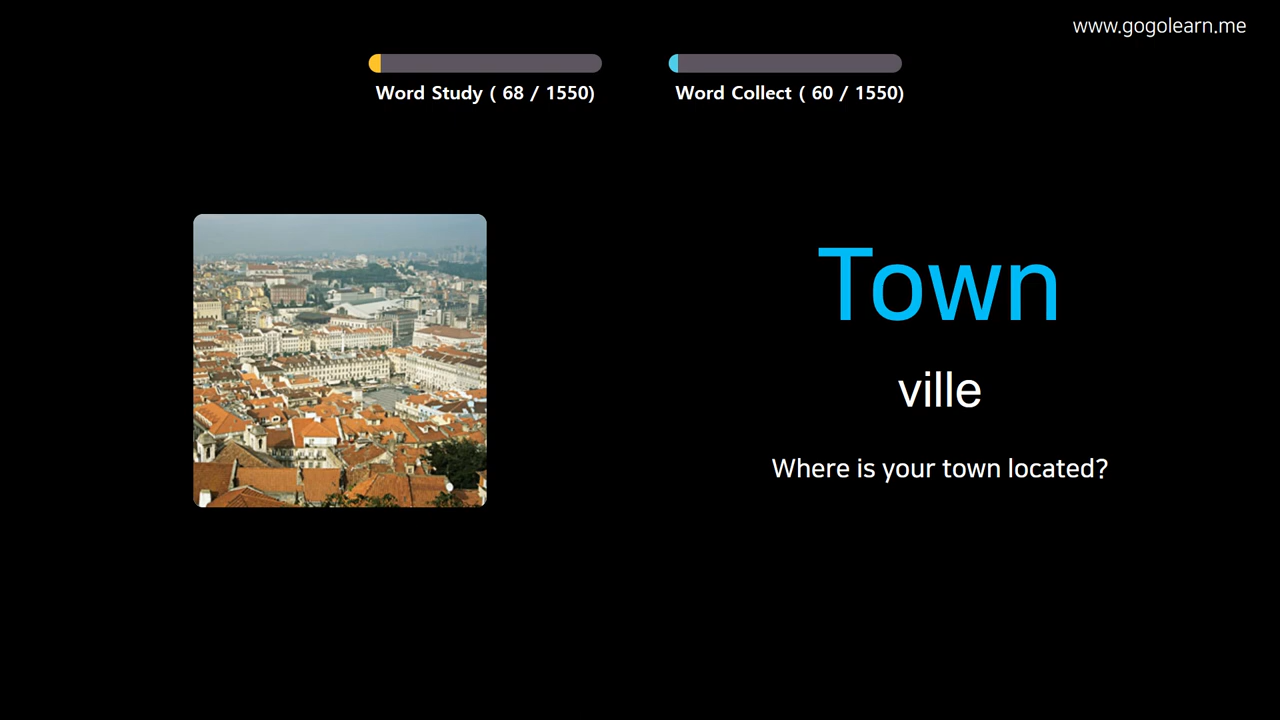 www.gogolearn.me
Word Study ( 68 / 1550)
Word Collect ( 60 / 1550)
Town
ville
Where is your town located?